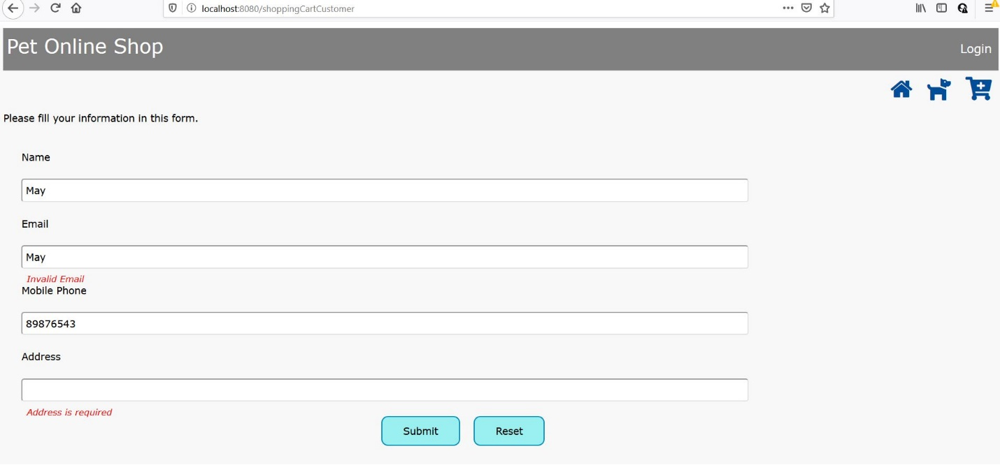 localhost:8080/shoppingCartCustomer
Pet Online Shop
Login
Please fill your information in this form.
Name
May
Email
May
Invalid Email
Mobile Phone
89876543
Address
Address is required
Submit
Reset